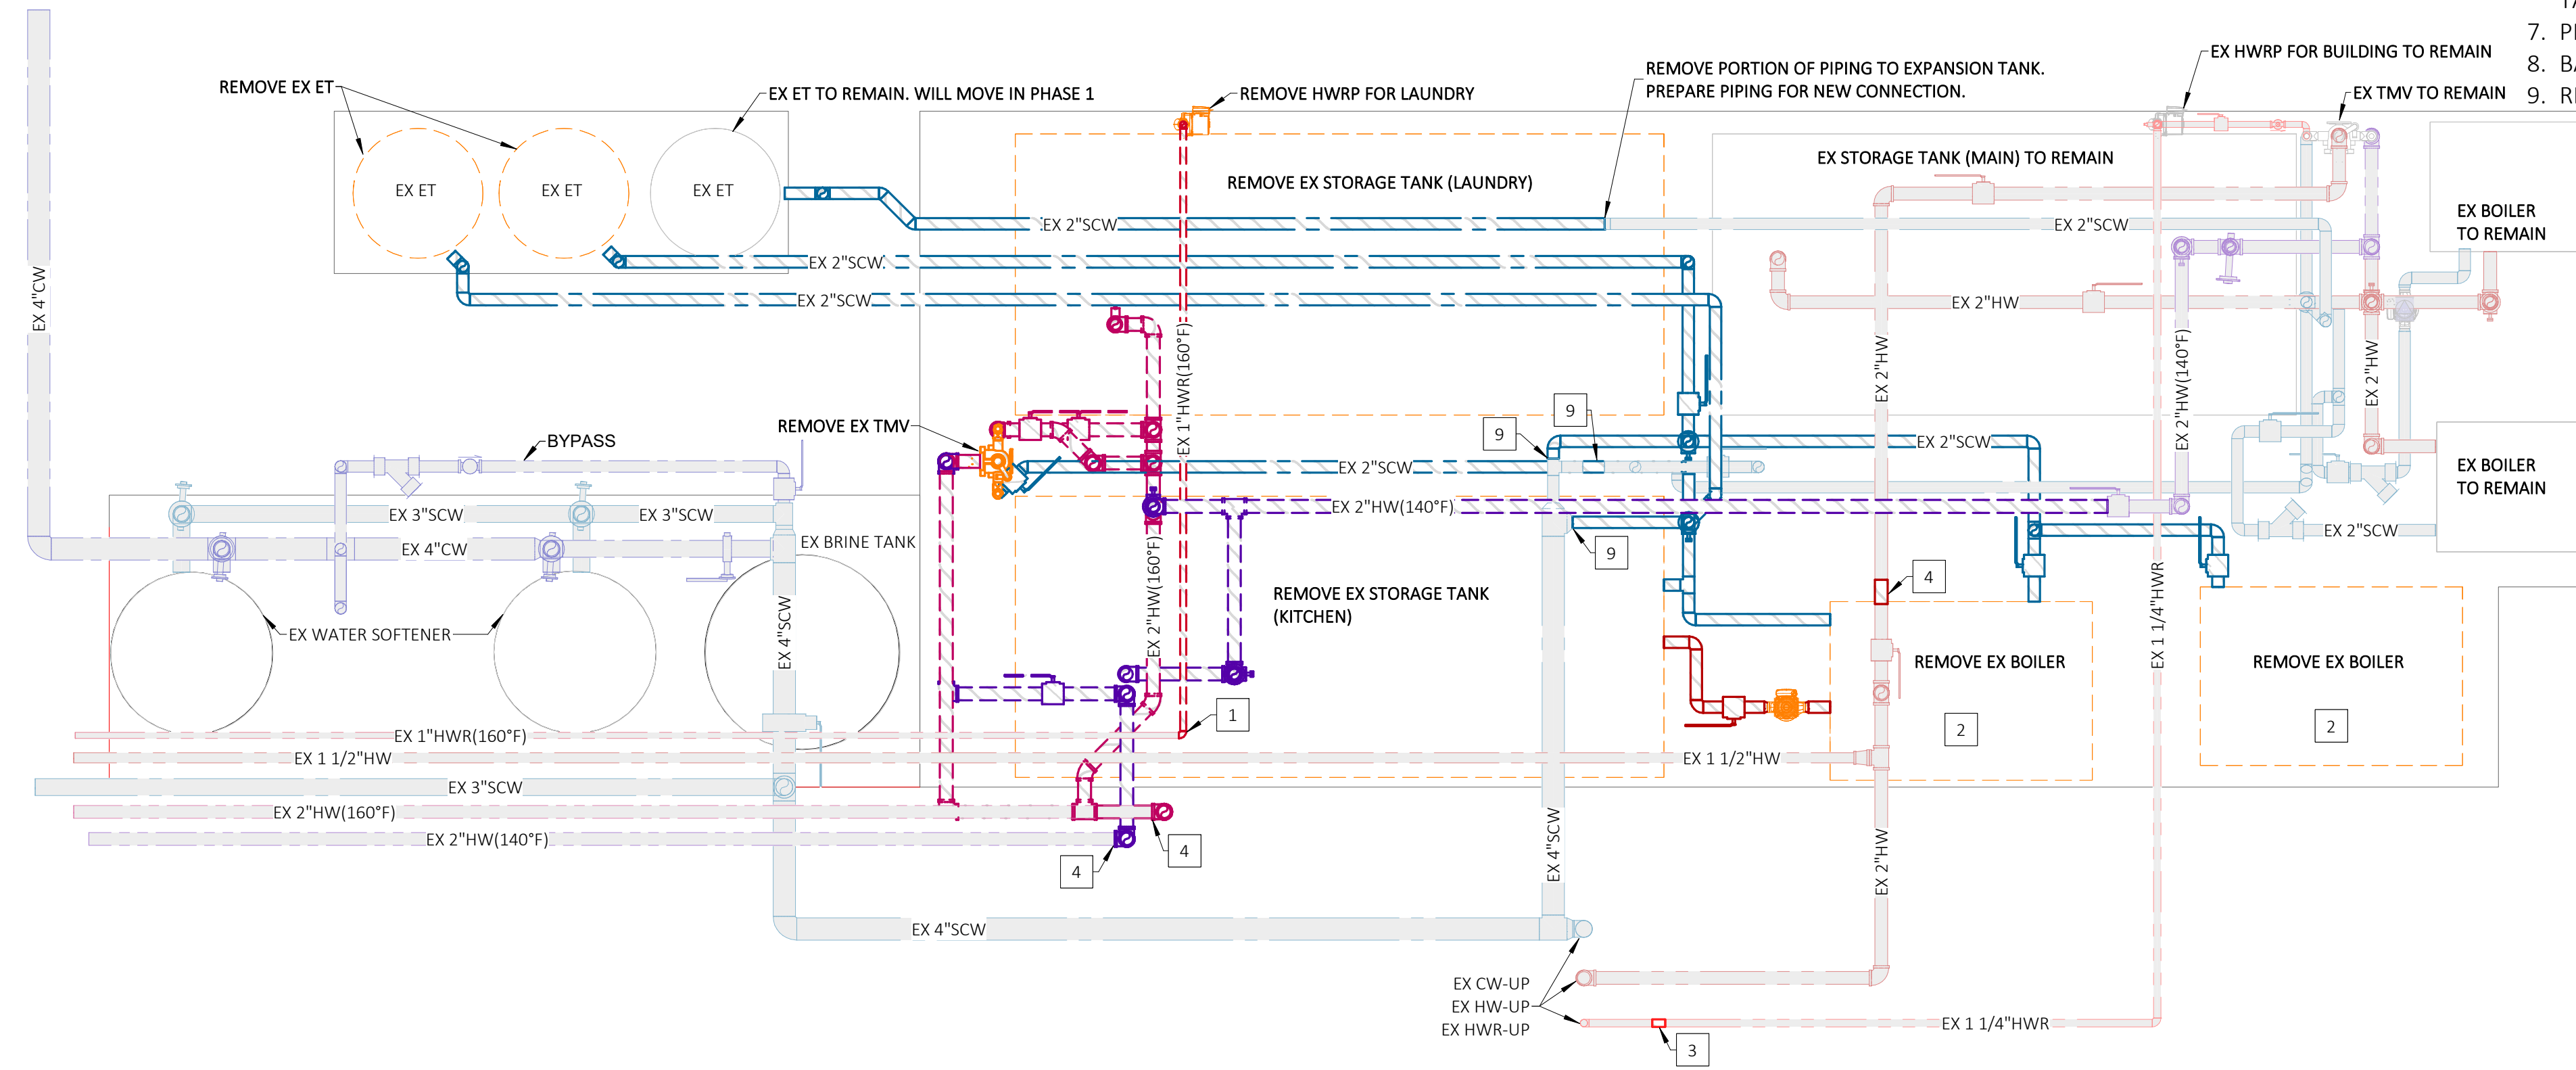 7.
8.
9.
EX HWRP FOR BUILDING TO REMAIN
REMOVE PORTION OF PIPING TO EXPANSION TANK.
PREPARE PIPING FOR NEW CONNECTION.
REMOVE EX ET
EX ET TO REMAIN. WILL MOVE IN PHASE 1
REMOVE HWRP FOR LAUNDRY
EX TMV TO REMAIN
EX STORAGE TANK (MAIN) TO REMAIN
REMOVE EX STORAGE TANK (LAUNDRY)
EX ET
EX ET
EX ET
EX 2"SCW
EX 2"SCW
EX BOILER
TO REMAIN
EX 2"SCW
EX 2"SCW
EX 2"HW
EX 4"CW
EX 1"HWR(160°F)
EX 2"HW
EX 2"HW(140°F)
EX 2"HW
REMOVE EX TMV
BYPASS
9
9
EX 2"SCW
EX 2"SCW
EX BOILER
TO REMAIN
EX 2"HW(140°F)
EX 3"SCW
EX 3"SCW
EX 2"SCW
EX 4"CW
EX BRINE TANK
9
EX 2"HW(160°F)
EX 4"SCW
REMOVE EX STORAGE TANK
(KITCHEN)
4
EX 1 1/4"HWR
EX WATER SOFTENER
REMOVE EX BOILER
REMOVE EX BOILER
1
2
2
EX 1"HWR(160°F)
EX 1 1/2"HW
EX 1 1/2"HW
EX 3"SCW
EX 2"HW(160°F)
EX 2"HW(140°F)
4
4
EX 4"SCW
EX 2"HW
EX 4"SCW
EX CW-UP
EX HW-UP
EX HWR-UP
EX 1 1/4"HWR
3